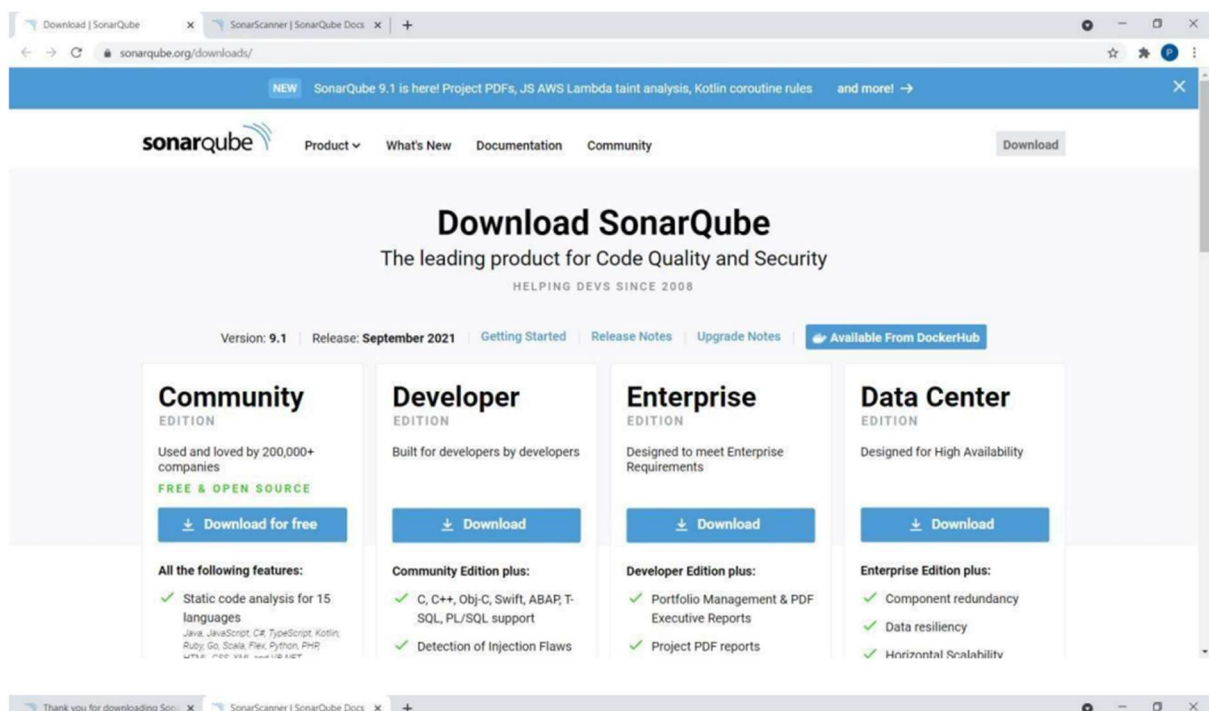 Download | SonarQube
SonarScanner | SonarQube Docs
sonarqube.org/downloads/
P
NEW SonarQube 9.1 is here! Project PDFs, JS AWS Lambda taint analysis, Kotlin coroutine rules and more! →
sonarqube Product What's New Documentation Community Download
Download SonarQube
The leading product for Code Quality and Security
HELPING DEVS SINCE 2008
Version: 9.1 Release: September 2021 Getting Started Release Notes Upgrade Notes Available From DockerHub
Community
EDITION
Used and loved by 200,000+
companies
FREE & OPEN SOURCE
Download for free
All the following features:
Static code analysis for 15
languages
Java, JavaScript, C#, TypeScript, Kotlin,
Ruby, Go, Scala, Flex, Python, PHP,
HTML, CSS, XML and VB.NET
Developer
EDITION
Built for developers by developers
Download
Community Edition plus:
C, C++, Obj-C, Swift, ABAP, T-
SQL, PL/SQL support
Detection of Injection Flaws
Enterprise
EDITION
Designed to meet Enterprise
Requirements
Download
Developer Edition plus:
Portfolio Management & PDF
Executive Reports
Project PDF reports
Data Center
EDITION
Designed for High Availability
Download
Enterprise Edition plus:
Component redundancy
Data resiliency
Horizontal Scalability
Thank you for downloading Son
SonarScanner | SonarQube Docs